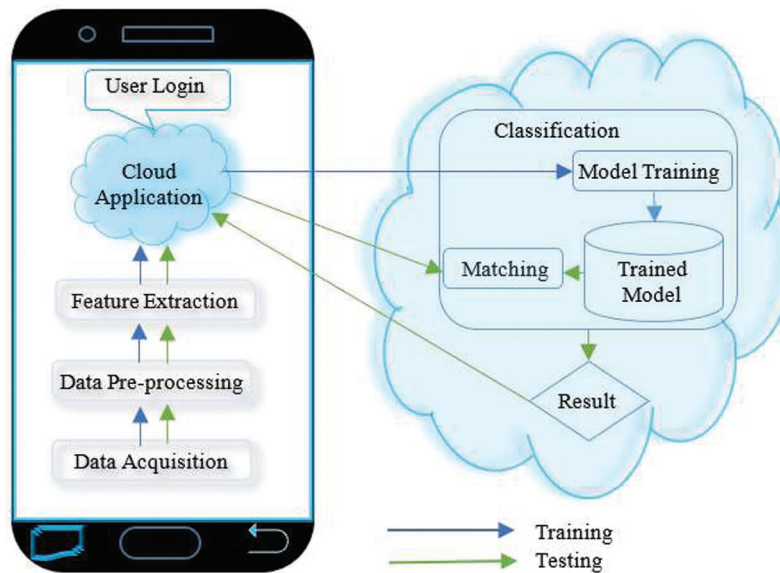 User Login
Cloud
Application
Feature Extraction
Data Pre-processing
Data Acquisition
Classification
Model Training
Matching
Trained
Model
Result
Training
Testing